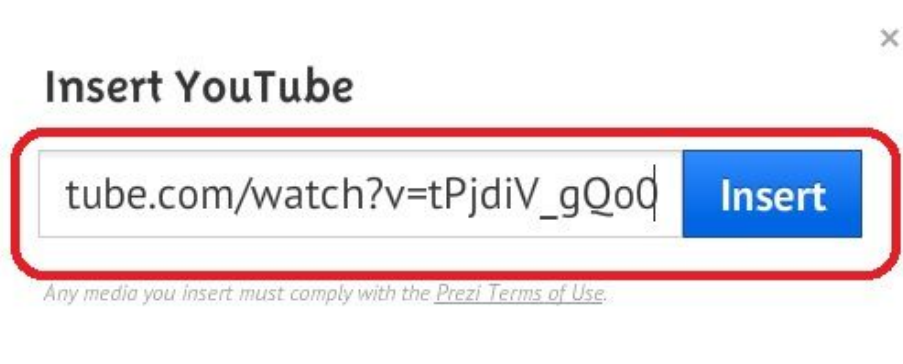 ×
Insert YouTube
tube.com/watch?v=tPjdiV_gQo0 Insert
Any media you insert must comply with the Prezi Terms of Use.